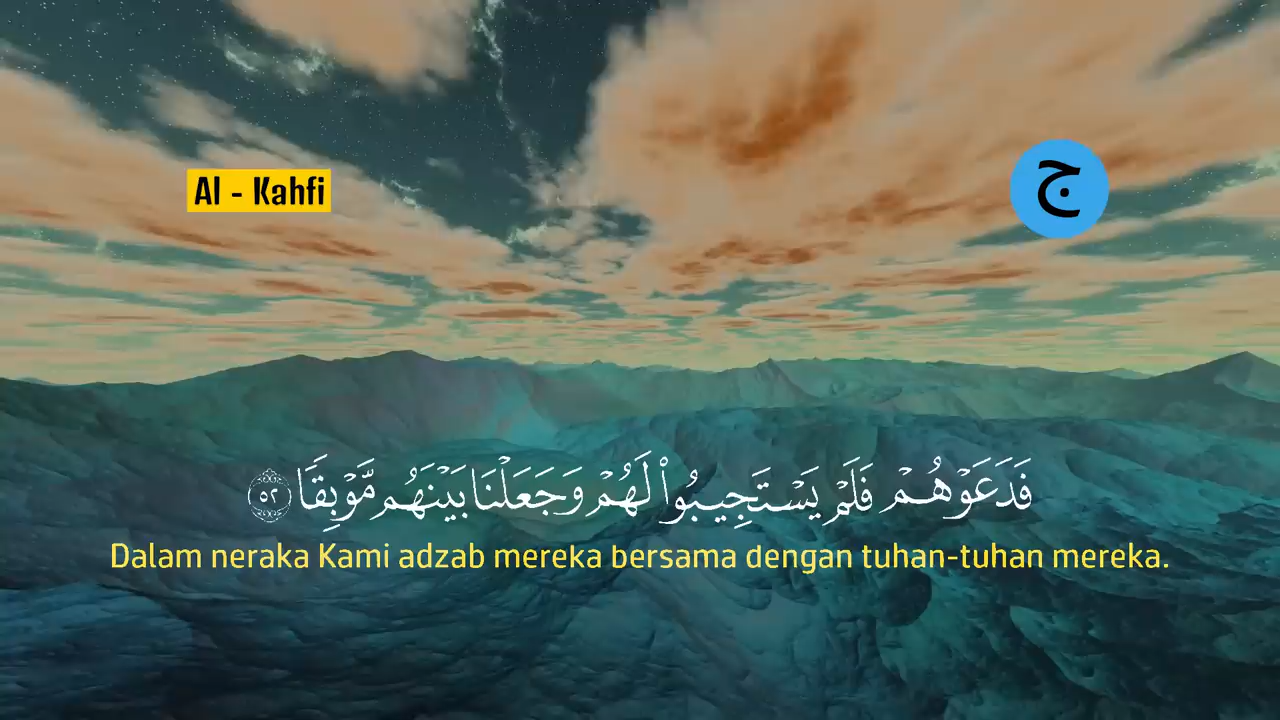 Al - Kahfi
ج
فَدَعَوْهُمْ فَلَمْ يَسْتَجِيبُوا۟ لَهُمْ وَجَعَلْنَا بَيْنَهُم مَّوْبِقًا ٥٢
Dalam neraka Kami adzab mereka bersama dengan tuhan-tuhan mereka.